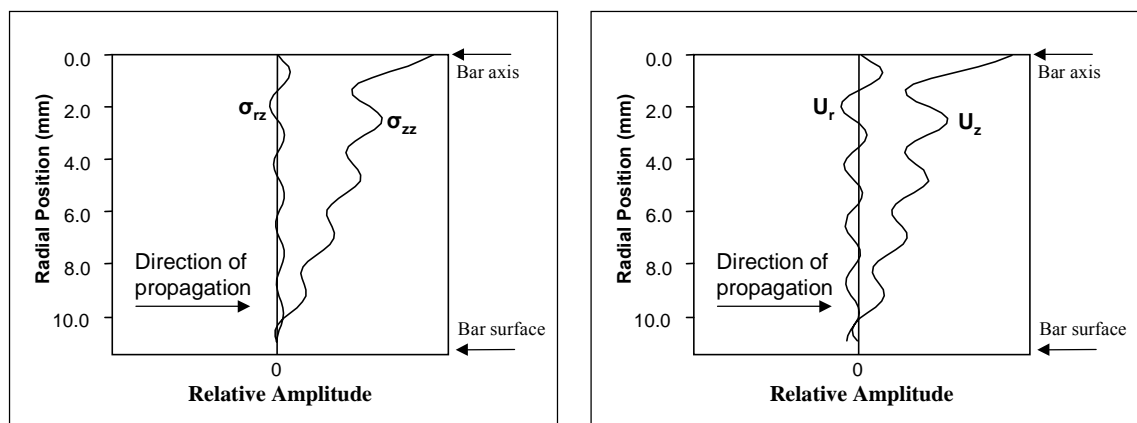 0.0
2.0
4.0
6.0
8.0
10.0
Radial Position (mm)
σrz
σzz
Direction of
propagation
Bar axis
Bar surface
0
Relative Amplitude
0.0
2.0
4.0
6.0
8.0
10.0
Radial Position (mm)
Ur
Uz
Direction of
propagation
Bar axis
Bar surface
0
Relative Amplitude